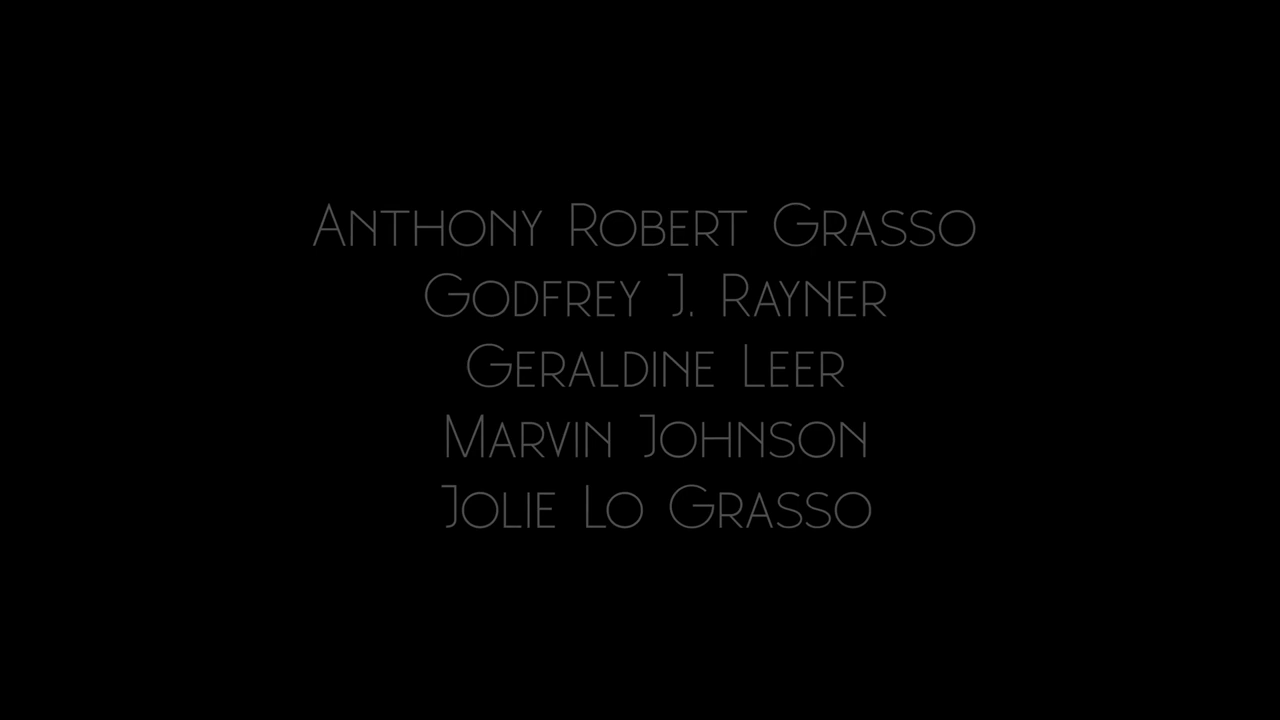 Anthony Robert Grasso
Godfrey J. Rayner
Geraldine Leer
Marvin Johnson
Jolie Lo Grasso